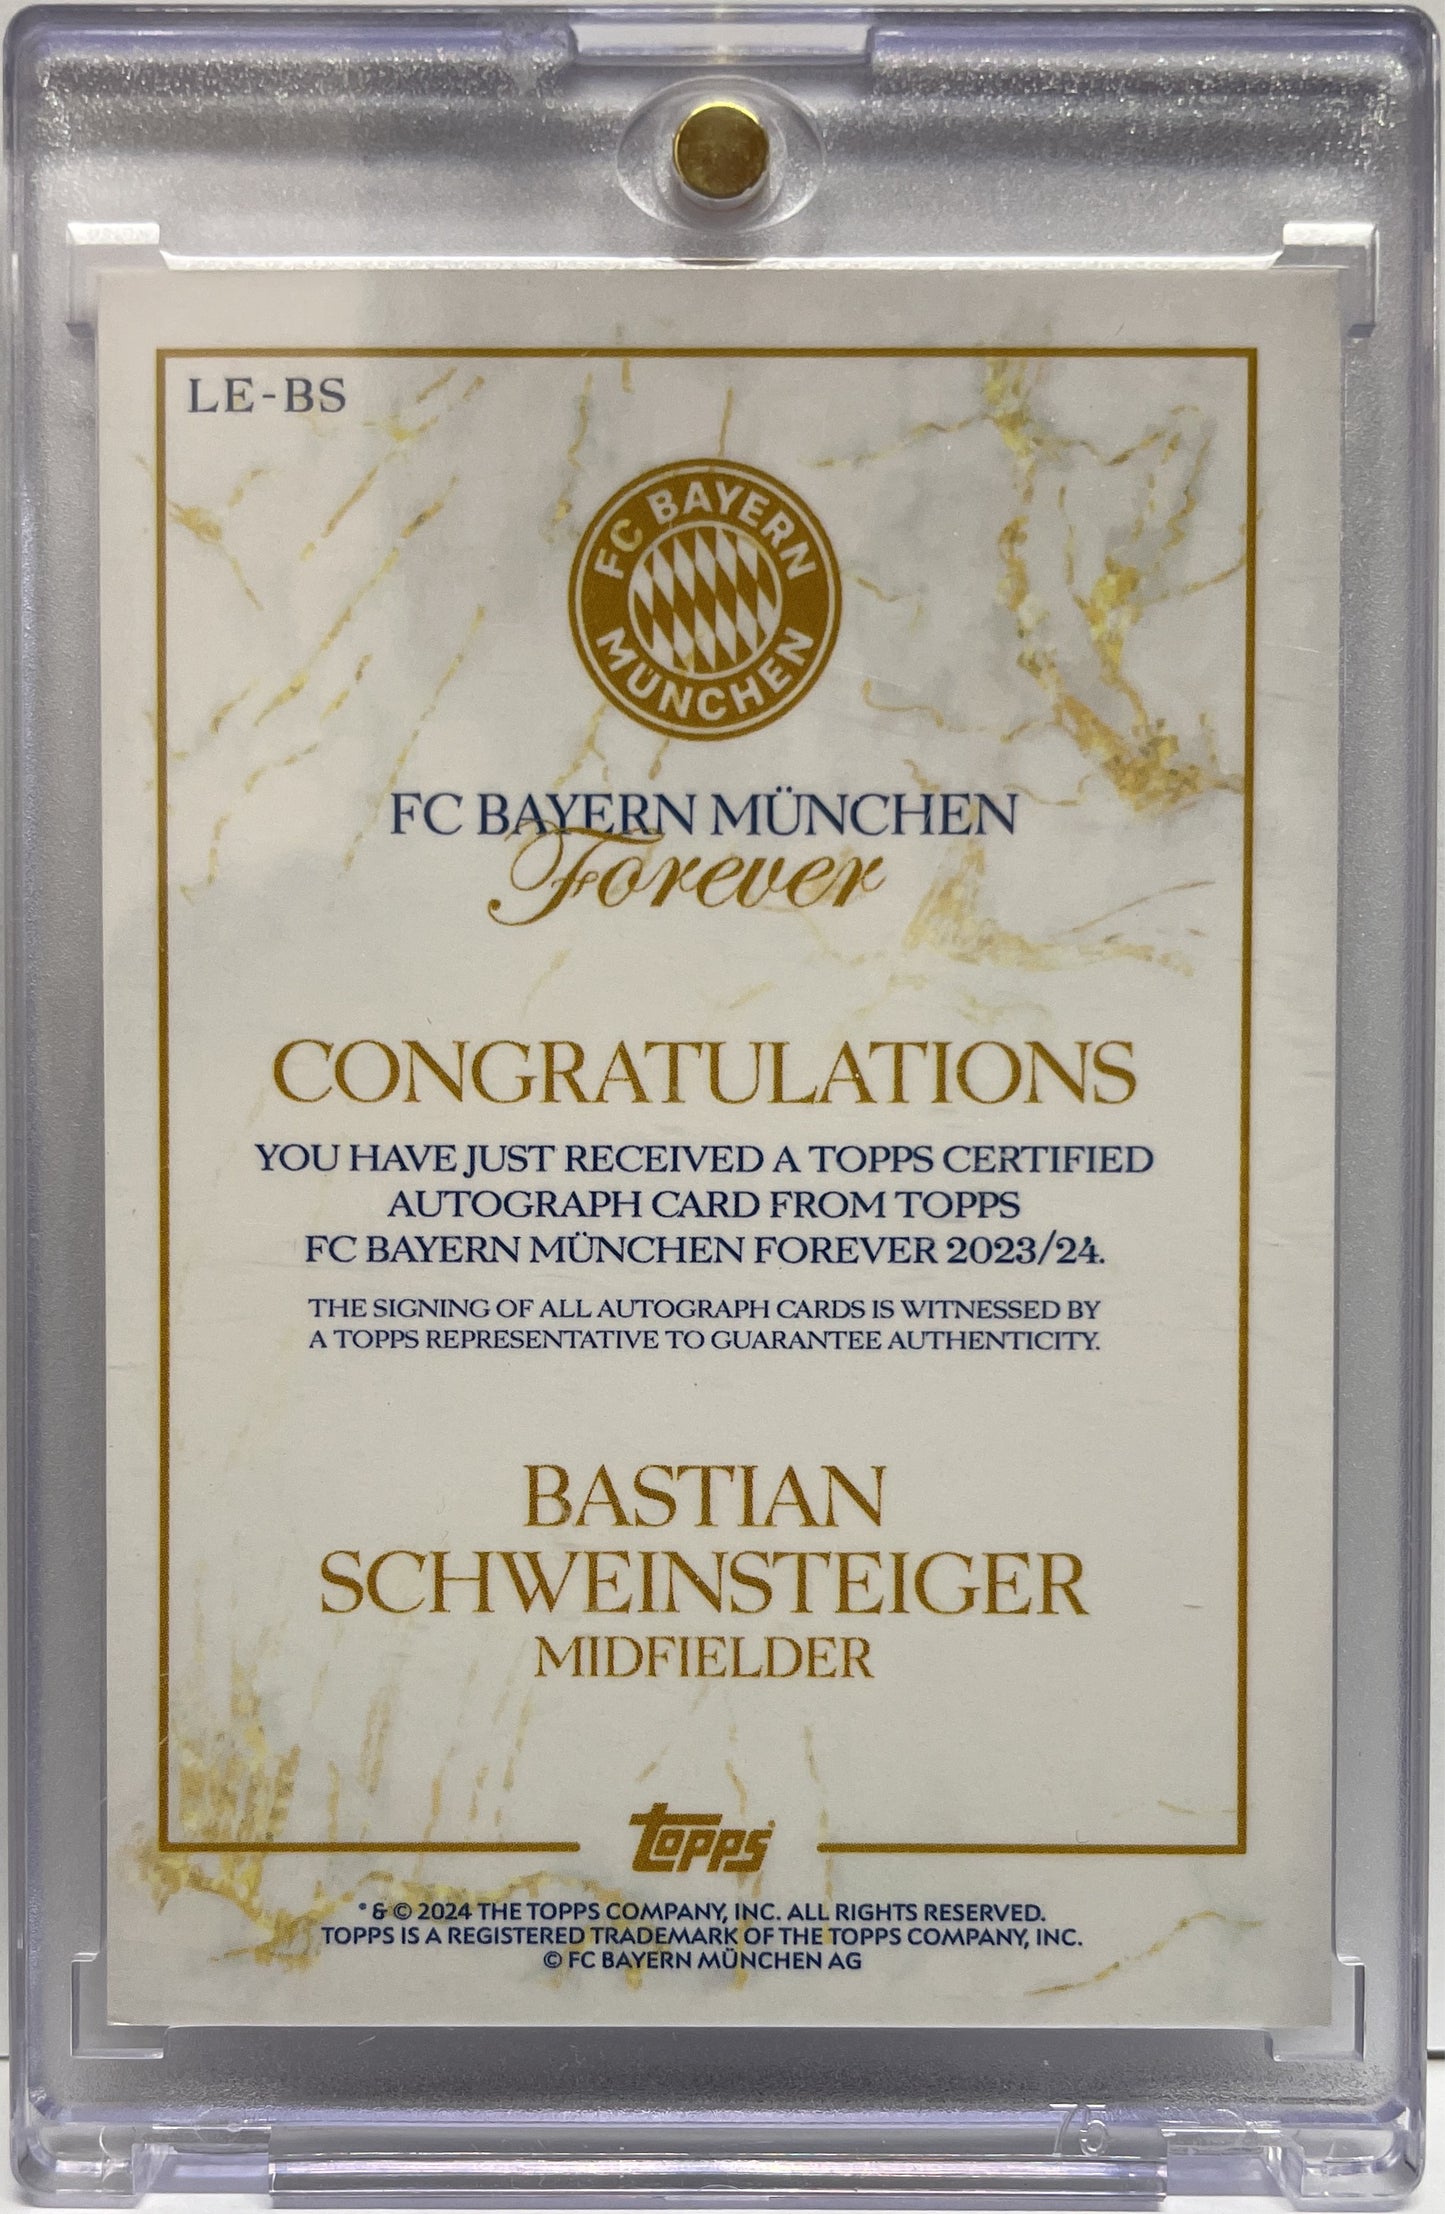 LE-BS
FC BAYERN
MÜNCHEN
FC BAYERN MÜNCHEN
Forever
CONGRATULATIONS
YOU HAVE JUST RECEIVED A TOPPS CERTIFIED
AUTOGRAPH CARD FROM TOPPS
FC BAYERN MÜNCHEN FOREVER 2023/24.
THE SIGNING OF ALL AUTOGRAPH CARDS IS WITNESSED BY
A TOPPS REPRESENTATIVE TO GUARANTEE AUTHENTICITY.
BASTIAN
SCHWEINSTEIGER
MIDFIELDER
topps
® & © 2024 THE TOPPS COMPANY, INC. ALL RIGHTS RESERVED.
TOPPS IS A REGISTERED TRADEMARK OF THE TOPPS COMPANY, INC.
© FC BAYERN MÜNCHEN AG
75